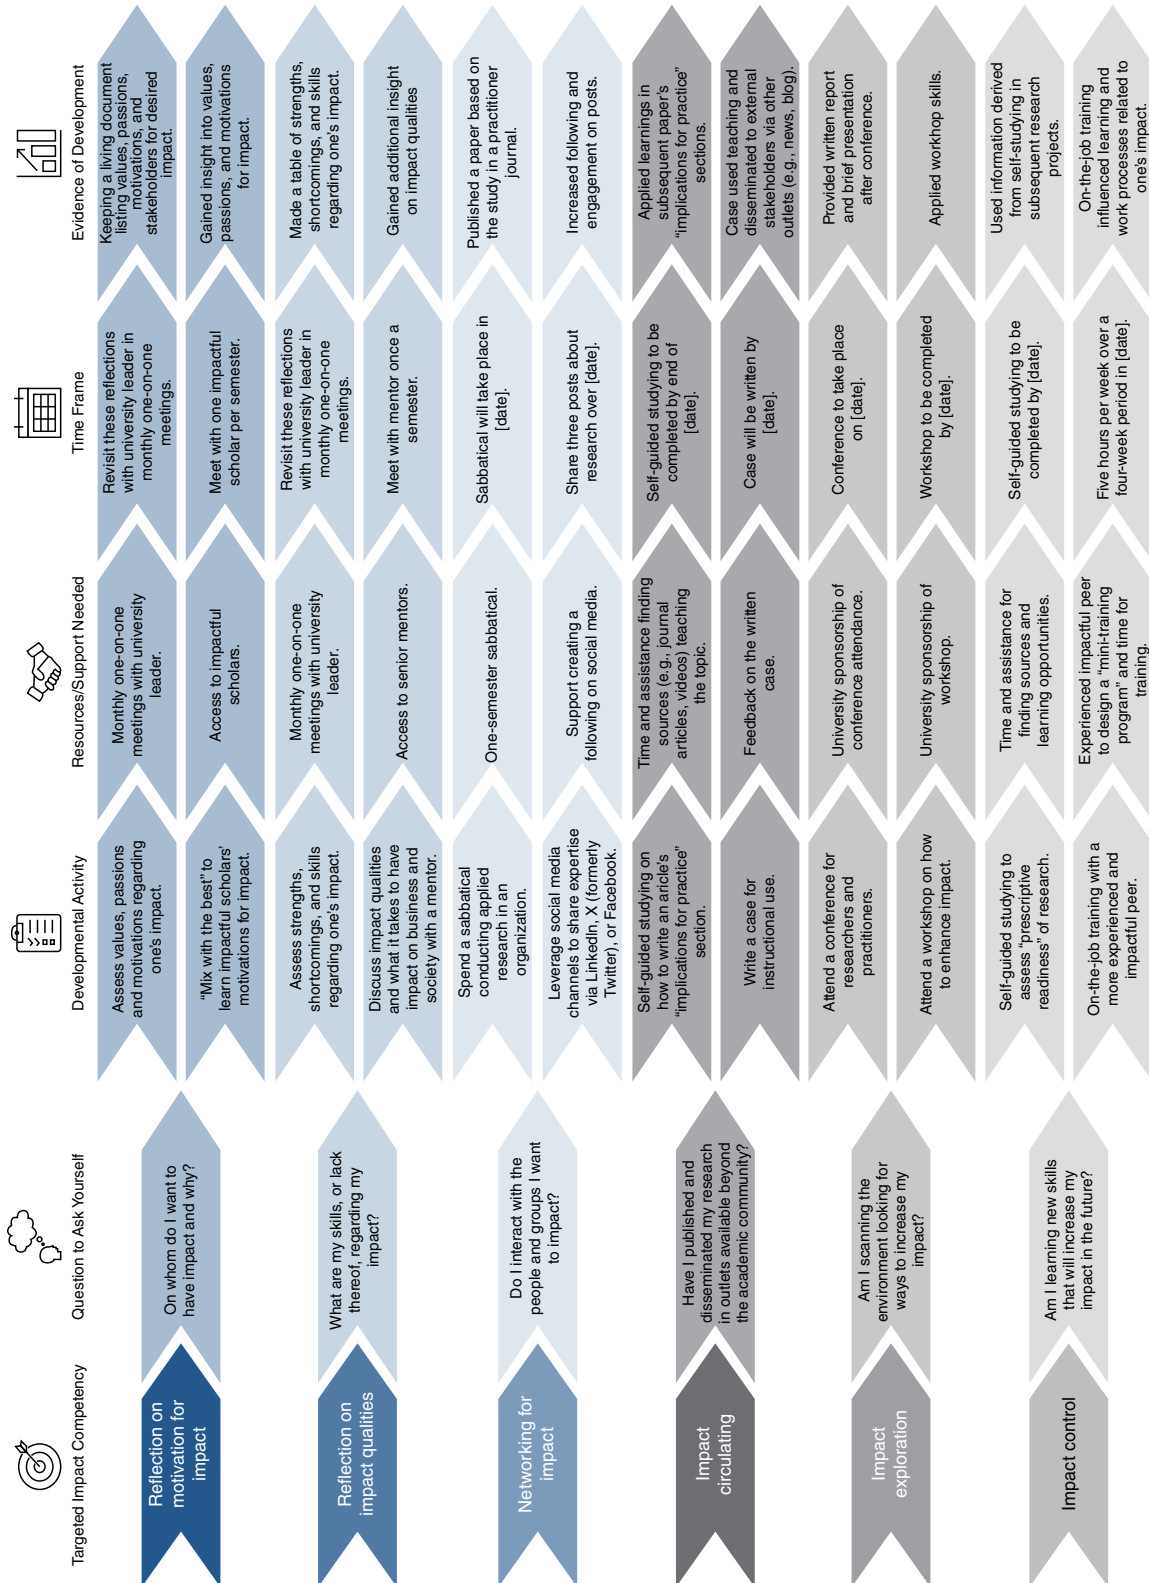 Targeted Impact Competency
Question to Ask Yourself
Developmental Activity
Resources/Support Needed
Time Frame
Evidence of Development
Reflection on
motivation for
impact
On whom do I want to
have impact and why?
Assess values, passions
and motivations regarding
one's impact.
Monthly one-on-one
meetings with university
leader.
Revisit these reflections
with university leader in
monthly one-on-one
meetings.
Keeping a living document
listing values, passions,
motivations, and
stakeholders for desired
impact.
“Mix with the best” to
learn impactful scholars’
motivations for impact.
Access to impactful
scholars.
Meet with one impactful
scholar per semester.
Gained insight into values,
passions, and motivations
for impact.
Reflection on
impact qualities
What are my skills, or lack
thereof, regarding my
impact?
Assess strengths,
shortcomings, and skills
regarding one’s impact.
Monthly one-on-one
meetings with university
leader.
Revisit these reflections
with university leader in
monthly one-on-one
meetings.
Made a table of strengths,
shortcomings, and skills
regarding one’s impact.
Discuss impact qualities
and what it takes to have
impact on business and
society with a mentor.
Access to senior mentors.
Meet with mentor once a
semester.
Gained additional insight
on impact qualities
Networking for
impact
Do I interact with the
people and groups I want
to impact?
Spend a sabbatical
conducting applied
research in an
organization.
One-semester sabbatical.
Sabbatical will take place in
[date].
Published a paper based on
the study in a practitioner
journal.
Leverage social media
channels to share expertise
via LinkedIn, X (formerly
Twitter), or Facebook.
Support creating a
following on social media.
Share three posts about
research over [date].
Increased following and
engagement on posts.
Impact
circulating
Have I published and
disseminated my research
in outlets available beyond
the academic community?
Self-guided studying on
how to write an aricle’s
“implications for practice”
section.
Time and assistance finding
sources (e.g., journal
articles, videos) teaching
the topic.
Self-guided studying to be
completed by end of
[date].
Applied learnings in
subsequent paper’s
“implications for practice”
sections.
Write a case for
instructional use.
Feedback on the written
case.
Case will be written by
[date].
Case used teaching and
disseminated to external
stakeholders via other
outlets (e.g., news, blog).
Impact
exploration
Am I scanning the
environment looking for
ways to increase my
impact?
Attend a conference for
researchers and
practitioners.
University sponsorship of
conference attendance.
Conference to take place
on [date].
Provided written report
and brief presentation
after conference.
Attend a workshop on how
to enhance impact.
University sponsorship of
workshop.
Workshop to be completed
by [date].
Applied workhop skills.
Impact control
Am I learning new skills
that will increase my
impact in the future?
Self-guided studying to
assess “prescriptive
readiness” of research.
Time and assistance for
finding sources and
learning opportunities.
Self-guided studying to be
completed by [date].
Used information derived
from self-studying in
subsequent research
projects.
On-the-job training with a
more experienced and
impactful peer.
Experienced impactful peer
to design a “mini-training
program” and time for
training.
Five hours per week over a
four-week period in [date].
On-the-job training
influenced learning and
work processes related to
one’s impact.